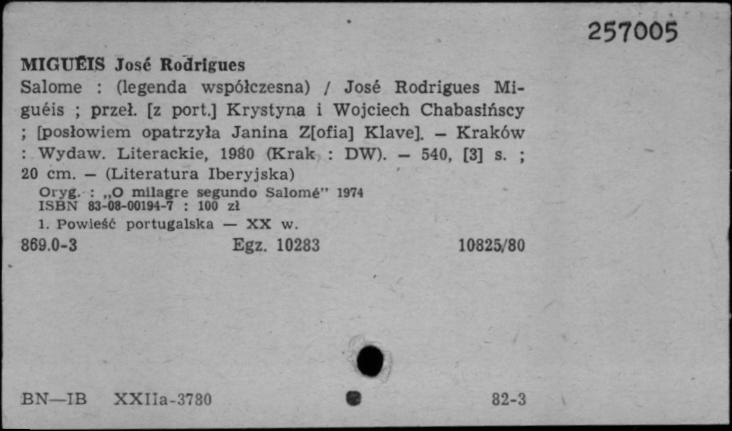 257005
MIGUÉIS José Rodrigues
Salome : (legenda współczesna) / José Rodrigues Mi-
guéis ; przeł. [z port.] Krystyna i Wojciech Chabasińscy
; [posłowiem opatrzyła Janina Z[ofia] Klave]. — Kraków
: Wydaw. Literackie, 1980 (Krak : DW). — 540, [3] s. ;
20 cm. — (Literatura Iberyjska)
Oryg. : „O milagre segundo Salomé” 1974
ISBN 83-08-00194-7 : 100 zł
1. Powieść portugalska — XX w.
869.0-3 Egz. 10283 10825/80
BN—IB XXIIa-3780 82-3